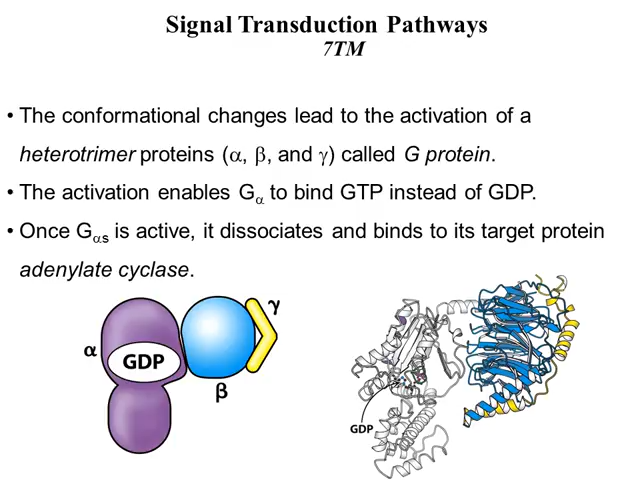 Signal Transduction Pathways
7TM
• The conformational changes lead to the activation of a
heterotrimer proteins (α, β, and γ) called G protein.
• The activation enables Gα to bind GTP instead of GDP.
• Once Gαs is active, it dissociates and binds to its target protein
adenylate cyclase.
γ
α
GDP
β
GDP